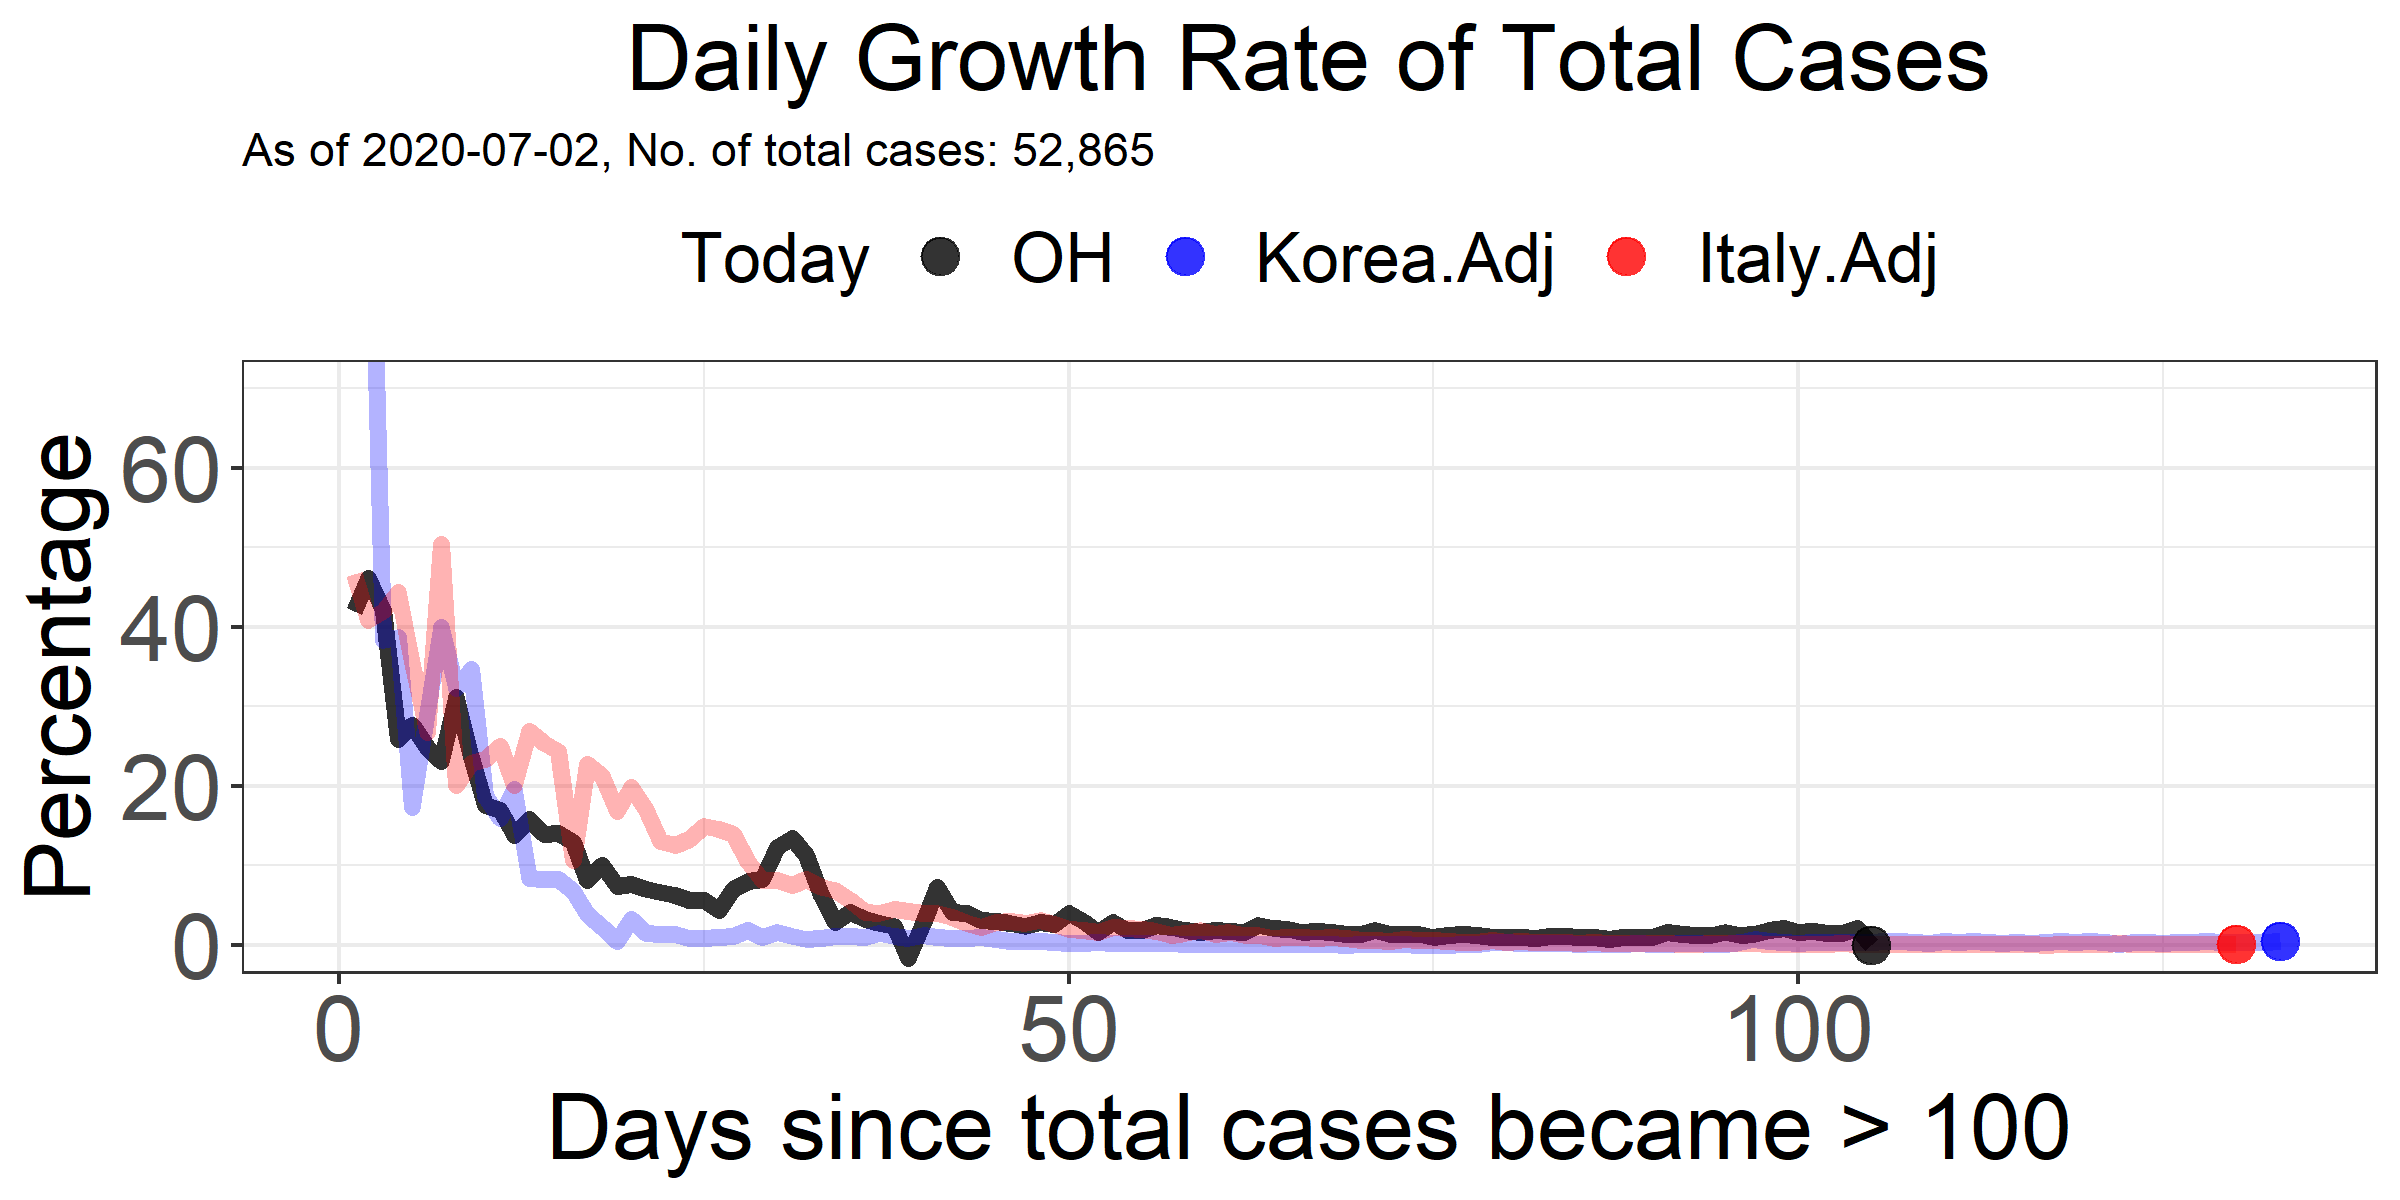 Daily Growth Rate of Total Cases
As of 2020-07-02, No. of total cases: 52,865
Today OH Korea.Adj Italy.Adj
Percentage
60
40
20
0
0 50 100
Days since total cases became > 100